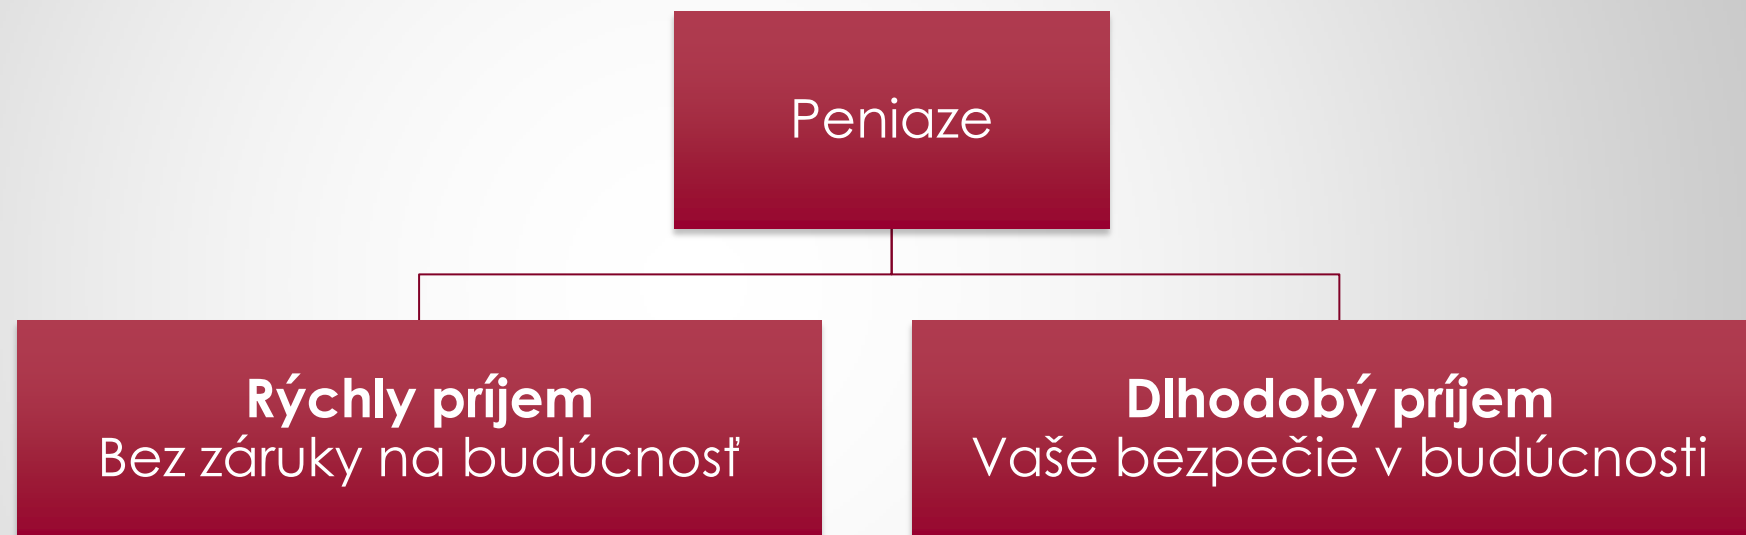 Peniaze
Rýchly príjem
Bez záruky na budúcnosť
Dlhodobý príjem
Vaše bezpečie v budúcnosti